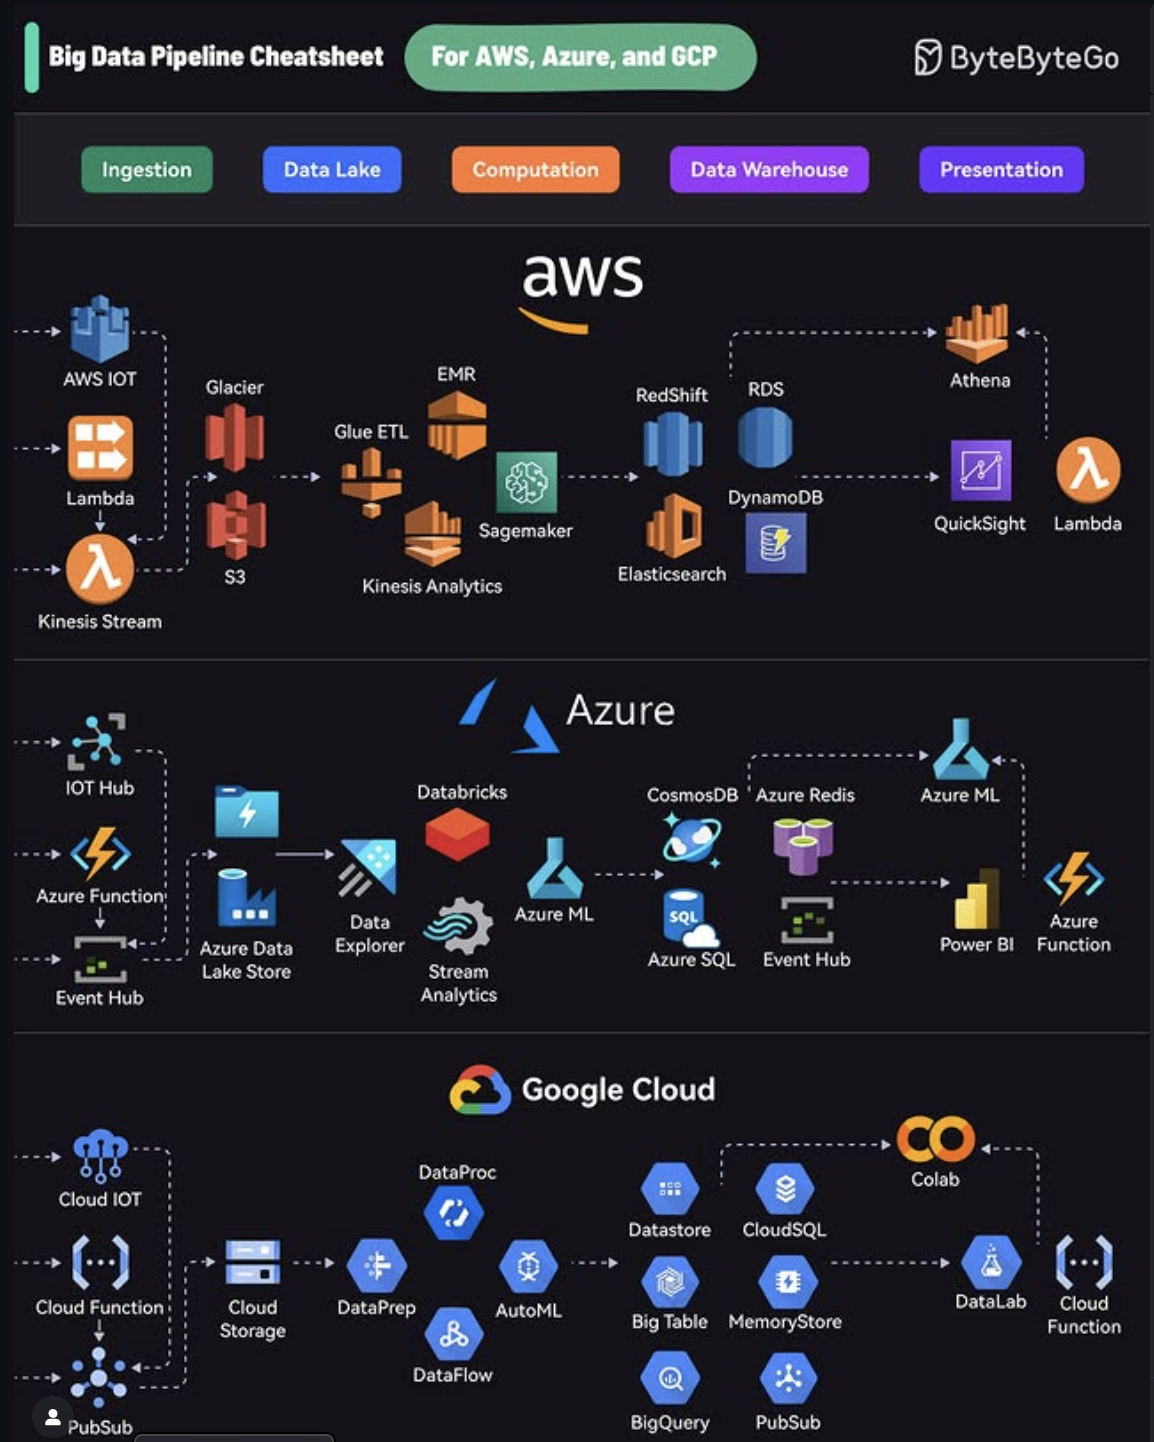 Big Data Pipeline Cheatsheet
For AWS, Azure, and GCP
ByteByteGo
Ingestion
Data Lake
Computation
Data Warehouse
Presentation
aws
AWS IOT
Lambda
Kinesis Stream
Glacier
S3
Glue ETL
EMR
Sagemaker
Kinesis Analytics
RedShift
RDS
DynamoDB
Elasticsearch
Athena
QuickSight
Lambda
Azure
IOT Hub
Azure Function
Event Hub
Azure Data
Lake Store
Data
Explorer
Databricks
Stream
Analytics
Azure ML
CosmosDB
Azure Redis
SQL
Azure SQL
Event Hub
Azure ML
Power BI
Azure
Function
Google Cloud
Cloud IOT
Cloud Function
PubSub
Cloud
Storage
DataPrep
DataProc
AutoML
DataFlow
Datastore
CloudSQL
Big Table
MemoryStore
BigQuery
PubSub
Colab
DataLab
Cloud
Function